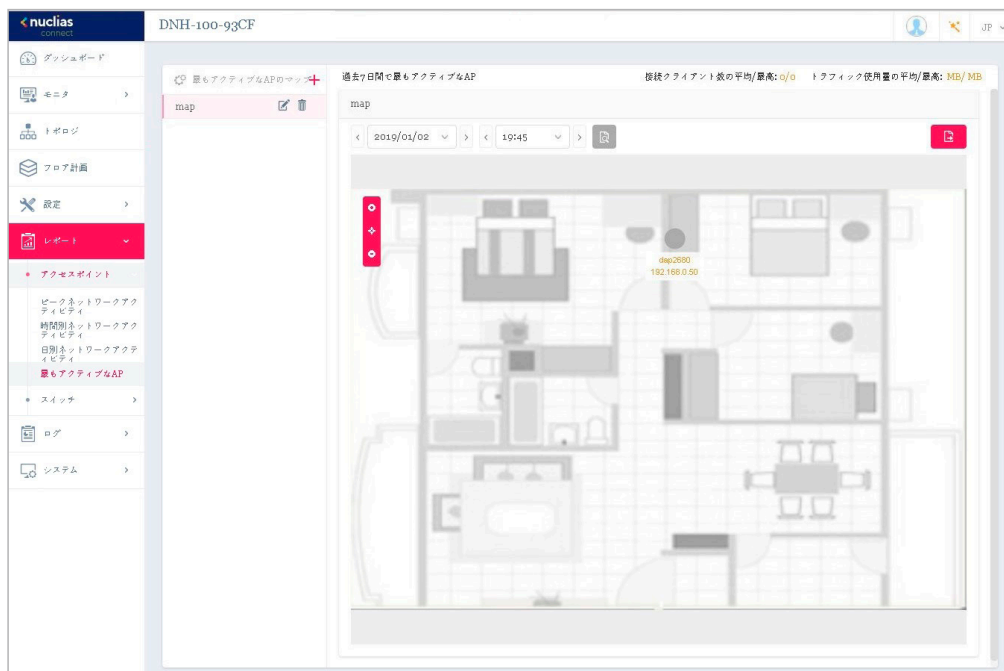 nuclias
connect
DNH-100-93CF
JP
ダッシュボード
モニタ
トポロジ
フロア計画
設定
レポート
アクセスポイント
ピークネットワークアク
ティビティ
時間別ネットワークアク
ティビティ
日別ネットワークアクテ
ィビティ
最もアクティブなAP
スイッチ
ログ
システム
最もアクティブなAPのマップ
map
過去7日間で最もアクティブなAP
接続クライアント数の平均/最高: 0/0 トラフィック使用量の平均/最高: MB/ MB
map
2019/01/02 19:45
dap2680
192.168.0.50